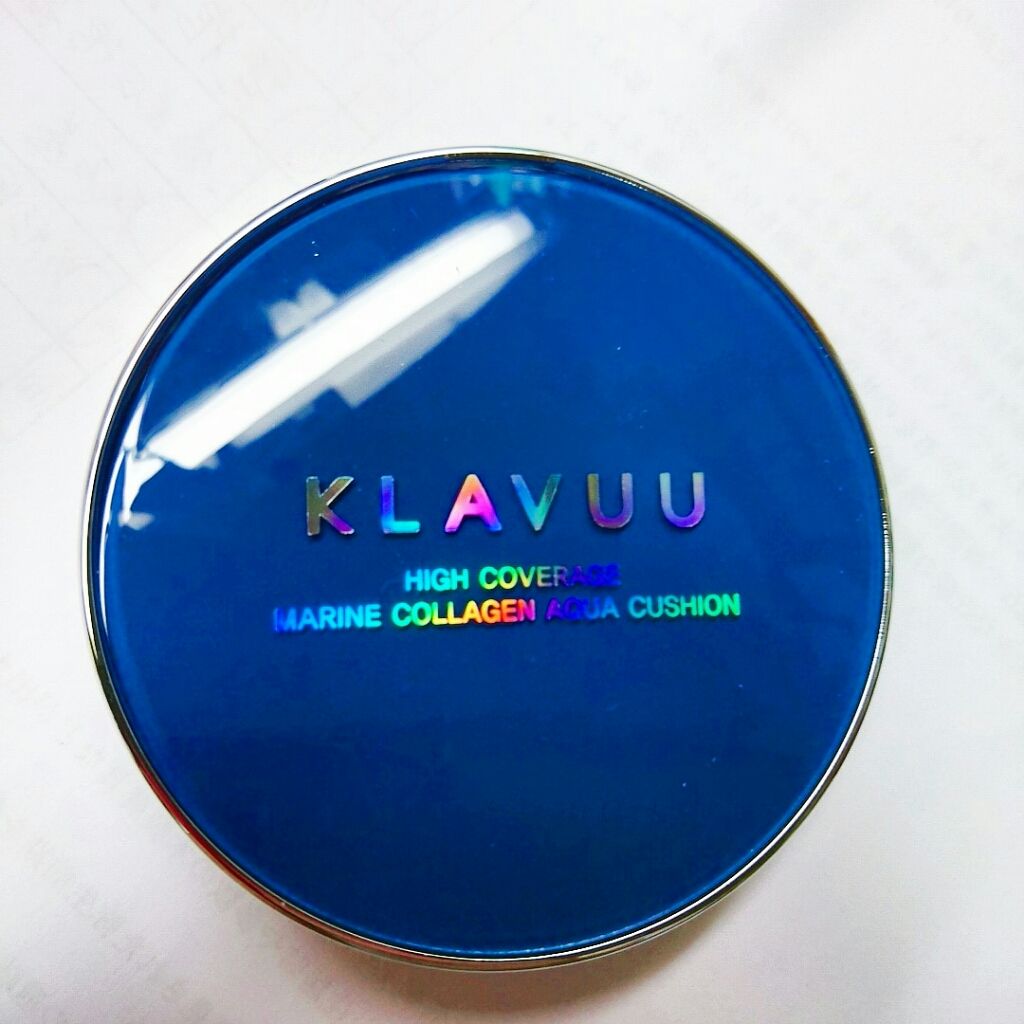 KLAVUU
HIGH COVERAGE
MARINE COLLAGEN AQUA CUSHION